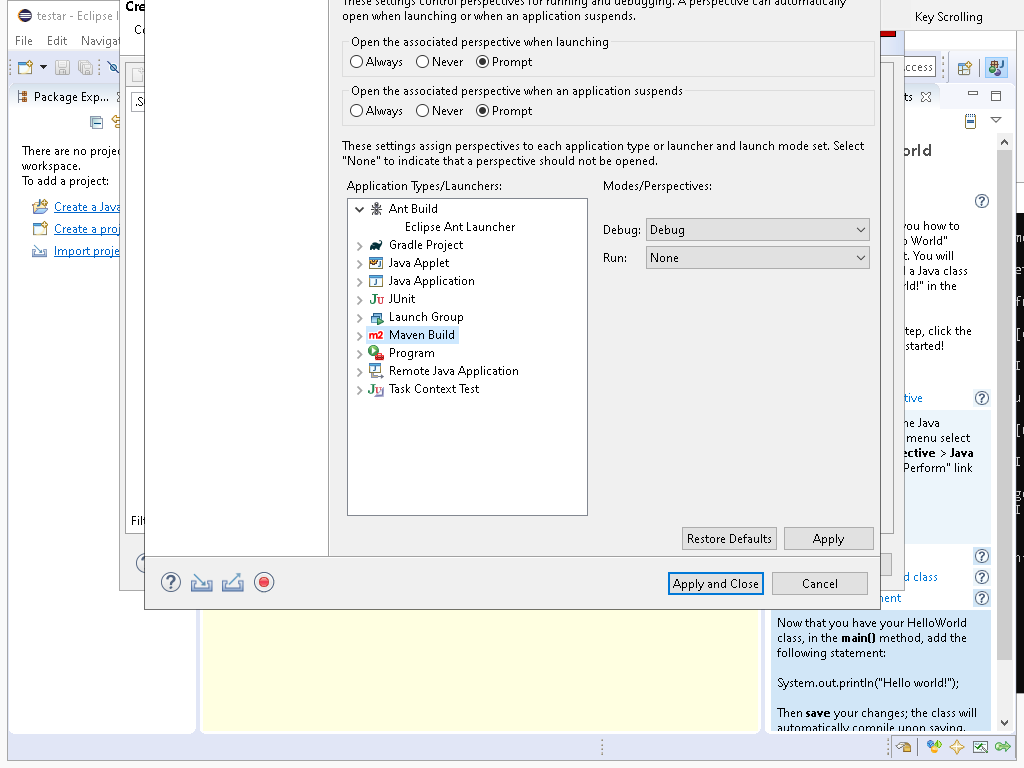 testar - Eclipse I
Cre
Key Scrolling
File Edit Navigat
These settings control perspectives for running and debugging. A perspective can automatically
open when launching or when an application suspends.
Open the associated perspective when launching
Always Never Prompt
Open the associated perspective when an application suspends
Always Never Prompt
These settings assign perspectives to each application type or launcher and launch mode set. Select
"None" to indicate that a perspective should not be opened.
Application Types/Launchers:
Ant Build
Eclipse Ant Launcher
Gradle Project
Java Applet
Java Application
JUnit
Launch Group
Maven Build
Program
Remote Java Application
Task Context Test
Modes/Perspectives:
Debug: Debug
Run: None
Restore Defaults Apply
Apply and Close Cancel
Package Exp...
There are no proje
workspace.
To add a project:
Create a Java
Create a proj
Import proje
Filt
ccess
ts
orld
you how to
o World"
t. You will
d a Java class
rld!" in the
tep, click the
started!
tive
he Java
menu select
ective > Java
Perform" link
d class
ment
Now that you have your HelloWorld
class, in the main() method, add the
following statement:
System.out.println("Hello world!");
Then save your changes; the class will
automatically compile upon saving.